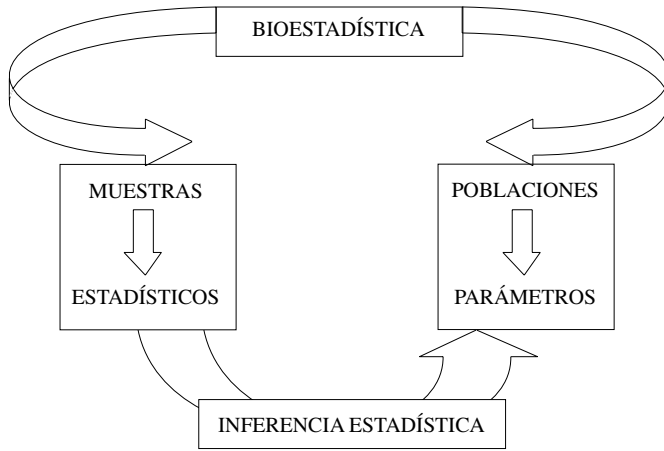 BIOESTADÍSTICA
MUESTRAS
ESTADÍSTICOS
POBLACIONES
PARÁMETROS
INFERENCIA ESTADÍSTICA